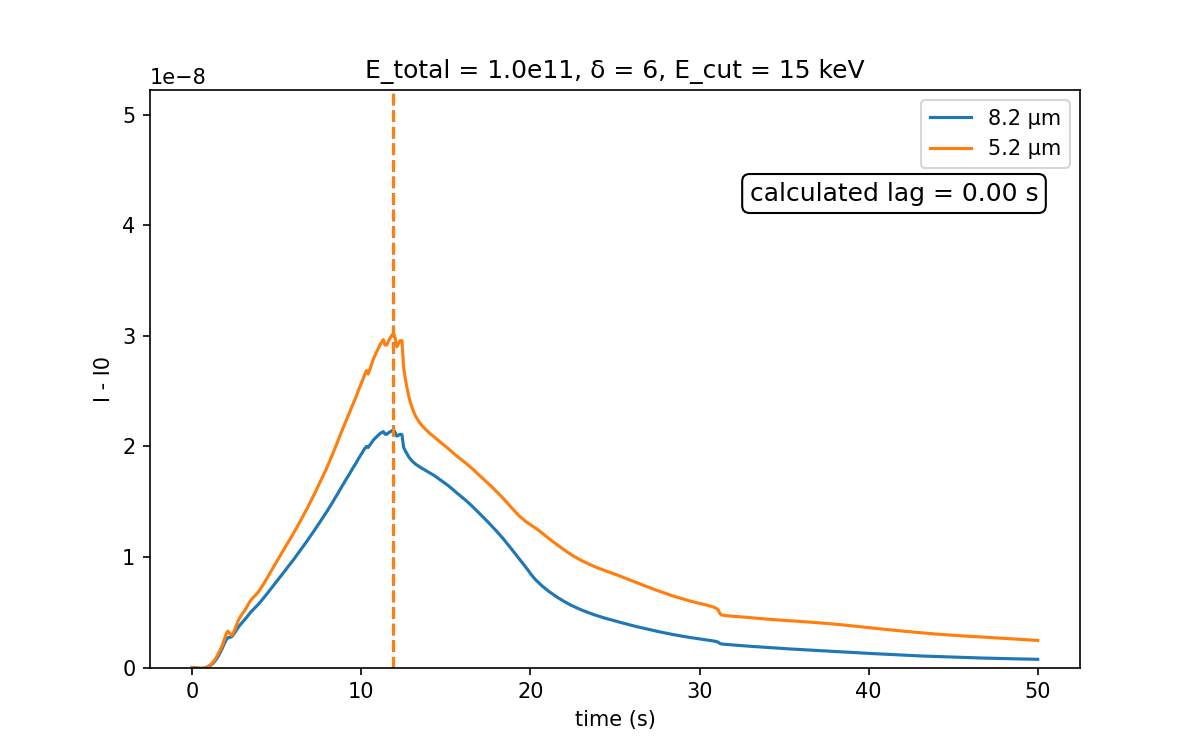 E_total = 1.0e11, δ = 6, E_cut = 15 keV
1e−8
8.2 μm
5.2 μm
calculated lag = 0.00 s
5
4
3
2
1
0
I - I0
0 10 20 30 40 50
time (s)